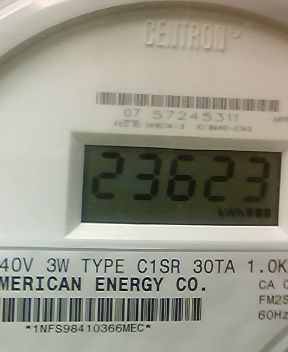 CENTRON®
07 57245311
23623
kWh
40V 3W TYPE C1SR 30TA 1.0K
MERICAN ENERGY CO.
CA 0
FM2S
60Hz
*1NFS98410366MEC*